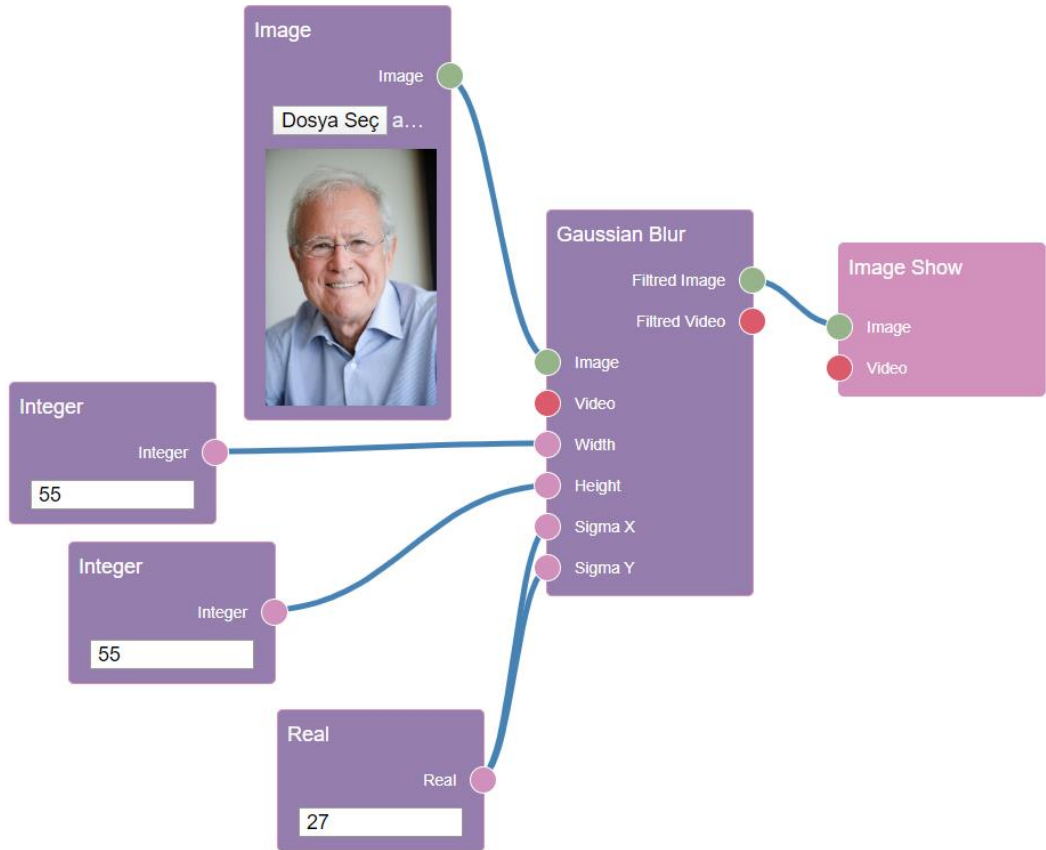 Image
Image
Dosya Seç a...
Gaussian Blur
Filtred Image
Filtred Video
Image
Video
Width
Height
Sigma X
Sigma Y
Image Show
Image
Video
Integer
Integer
55
Integer
Integer
55
Real
Real
27